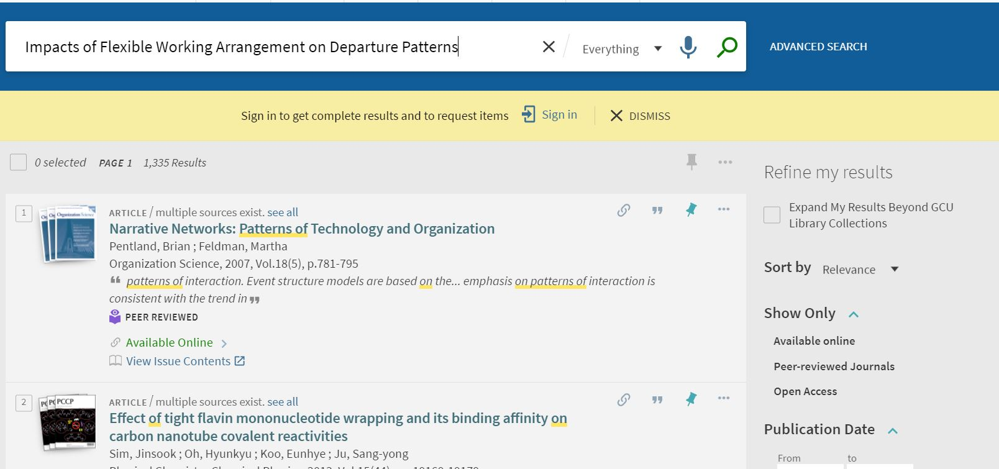 Impacts of Flexible Working Arrangement on Departure Patterns
Everything
ADVANCED SEARCH
Sign in to get complete results and to request items Sign in DISMISS
0 selected PAGE 1 1,335 Results
Refine my results
Expand My Results Beyond GCU
Library Collections
Sort by Relevance
Show Only
Available online
Peer-reviewed Journals
Open Access
Publication Date
From to
1
Organization Science
ARTICLE / multiple sources exist. see all
Narrative Networks: Patterns of Technology and Organization
Pentland, Brian ; Feldman, Martha
Organization Science, 2007, Vol.18(5), p.781-795
“ patterns of interaction. Event structure models are based on the... emphasis on patterns of interaction is
consistent with the trend in ”
PEER REVIEWED
Available Online
View Issue Contents
2
PCCP
ARTICLE / multiple sources exist. see all
Effect of tight flavin mononucleotide wrapping and its binding affinity on
carbon nanotube covalent reactivities
Sim, Jinsook ; Oh, Hyunkyu ; Koo, Eunhye ; Ju, Sang-yong